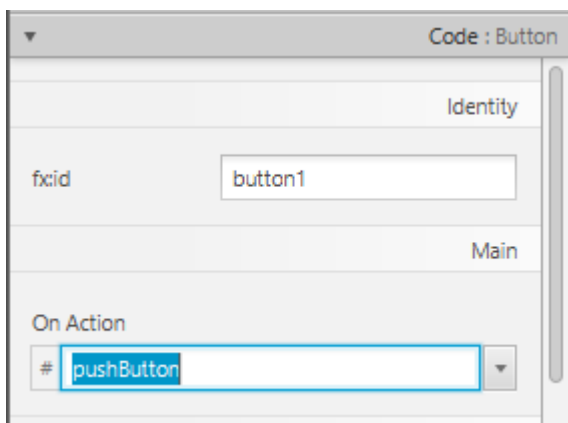 Code : Button
Identity
fx:id button1
Main
On Action
# pushButton